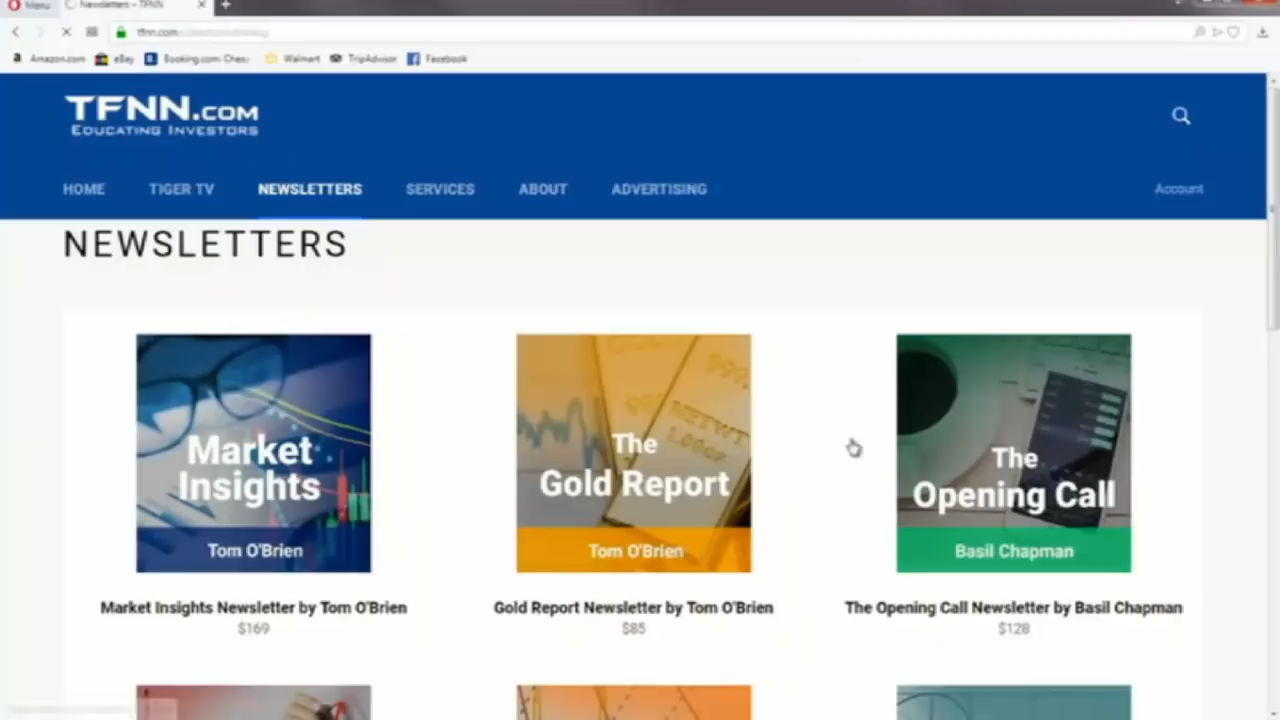 Menu
Newsletters – TFNN
tfnn.com
Amazon.com
eBay
Walmart
TripAdvisor
Facebook
TFNN.COM
EDUCATING INVESTORS
HOME
TIGER TV
NEWSLETTERS
SERVICES
ABOUT
ADVERTISING
Account
NEWSLETTERS
Market
Insights
Tom O'Brien
The
Gold Report
Tom O'Brien
The
Opening Call
Basil Chapman
Market Insights Newsletter by Tom O'Brien
$169
Gold Report Newsletter by Tom O'Brien
$85
The Opening Call Newsletter by Basil Chapman
$128